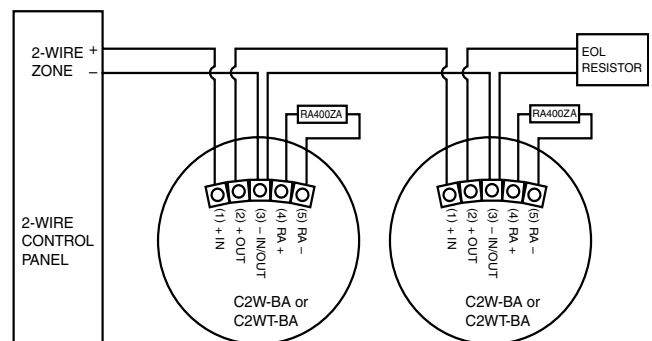 2-WIRE +
ZONE –
2-WIRE
CONTROL
PANEL
RA400ZA
(1) + IN
(2) + OUT
(3) – IN/OUT
(4) RA +
(5) RA –
C2W-BA or
C2WT-BA
RA400ZA
(1) + IN
(2) + OUT
(3) – IN/OUT
(4) RA +
(5) RA –
C2W-BA or
C2WT-BA
EOL
RESISTOR